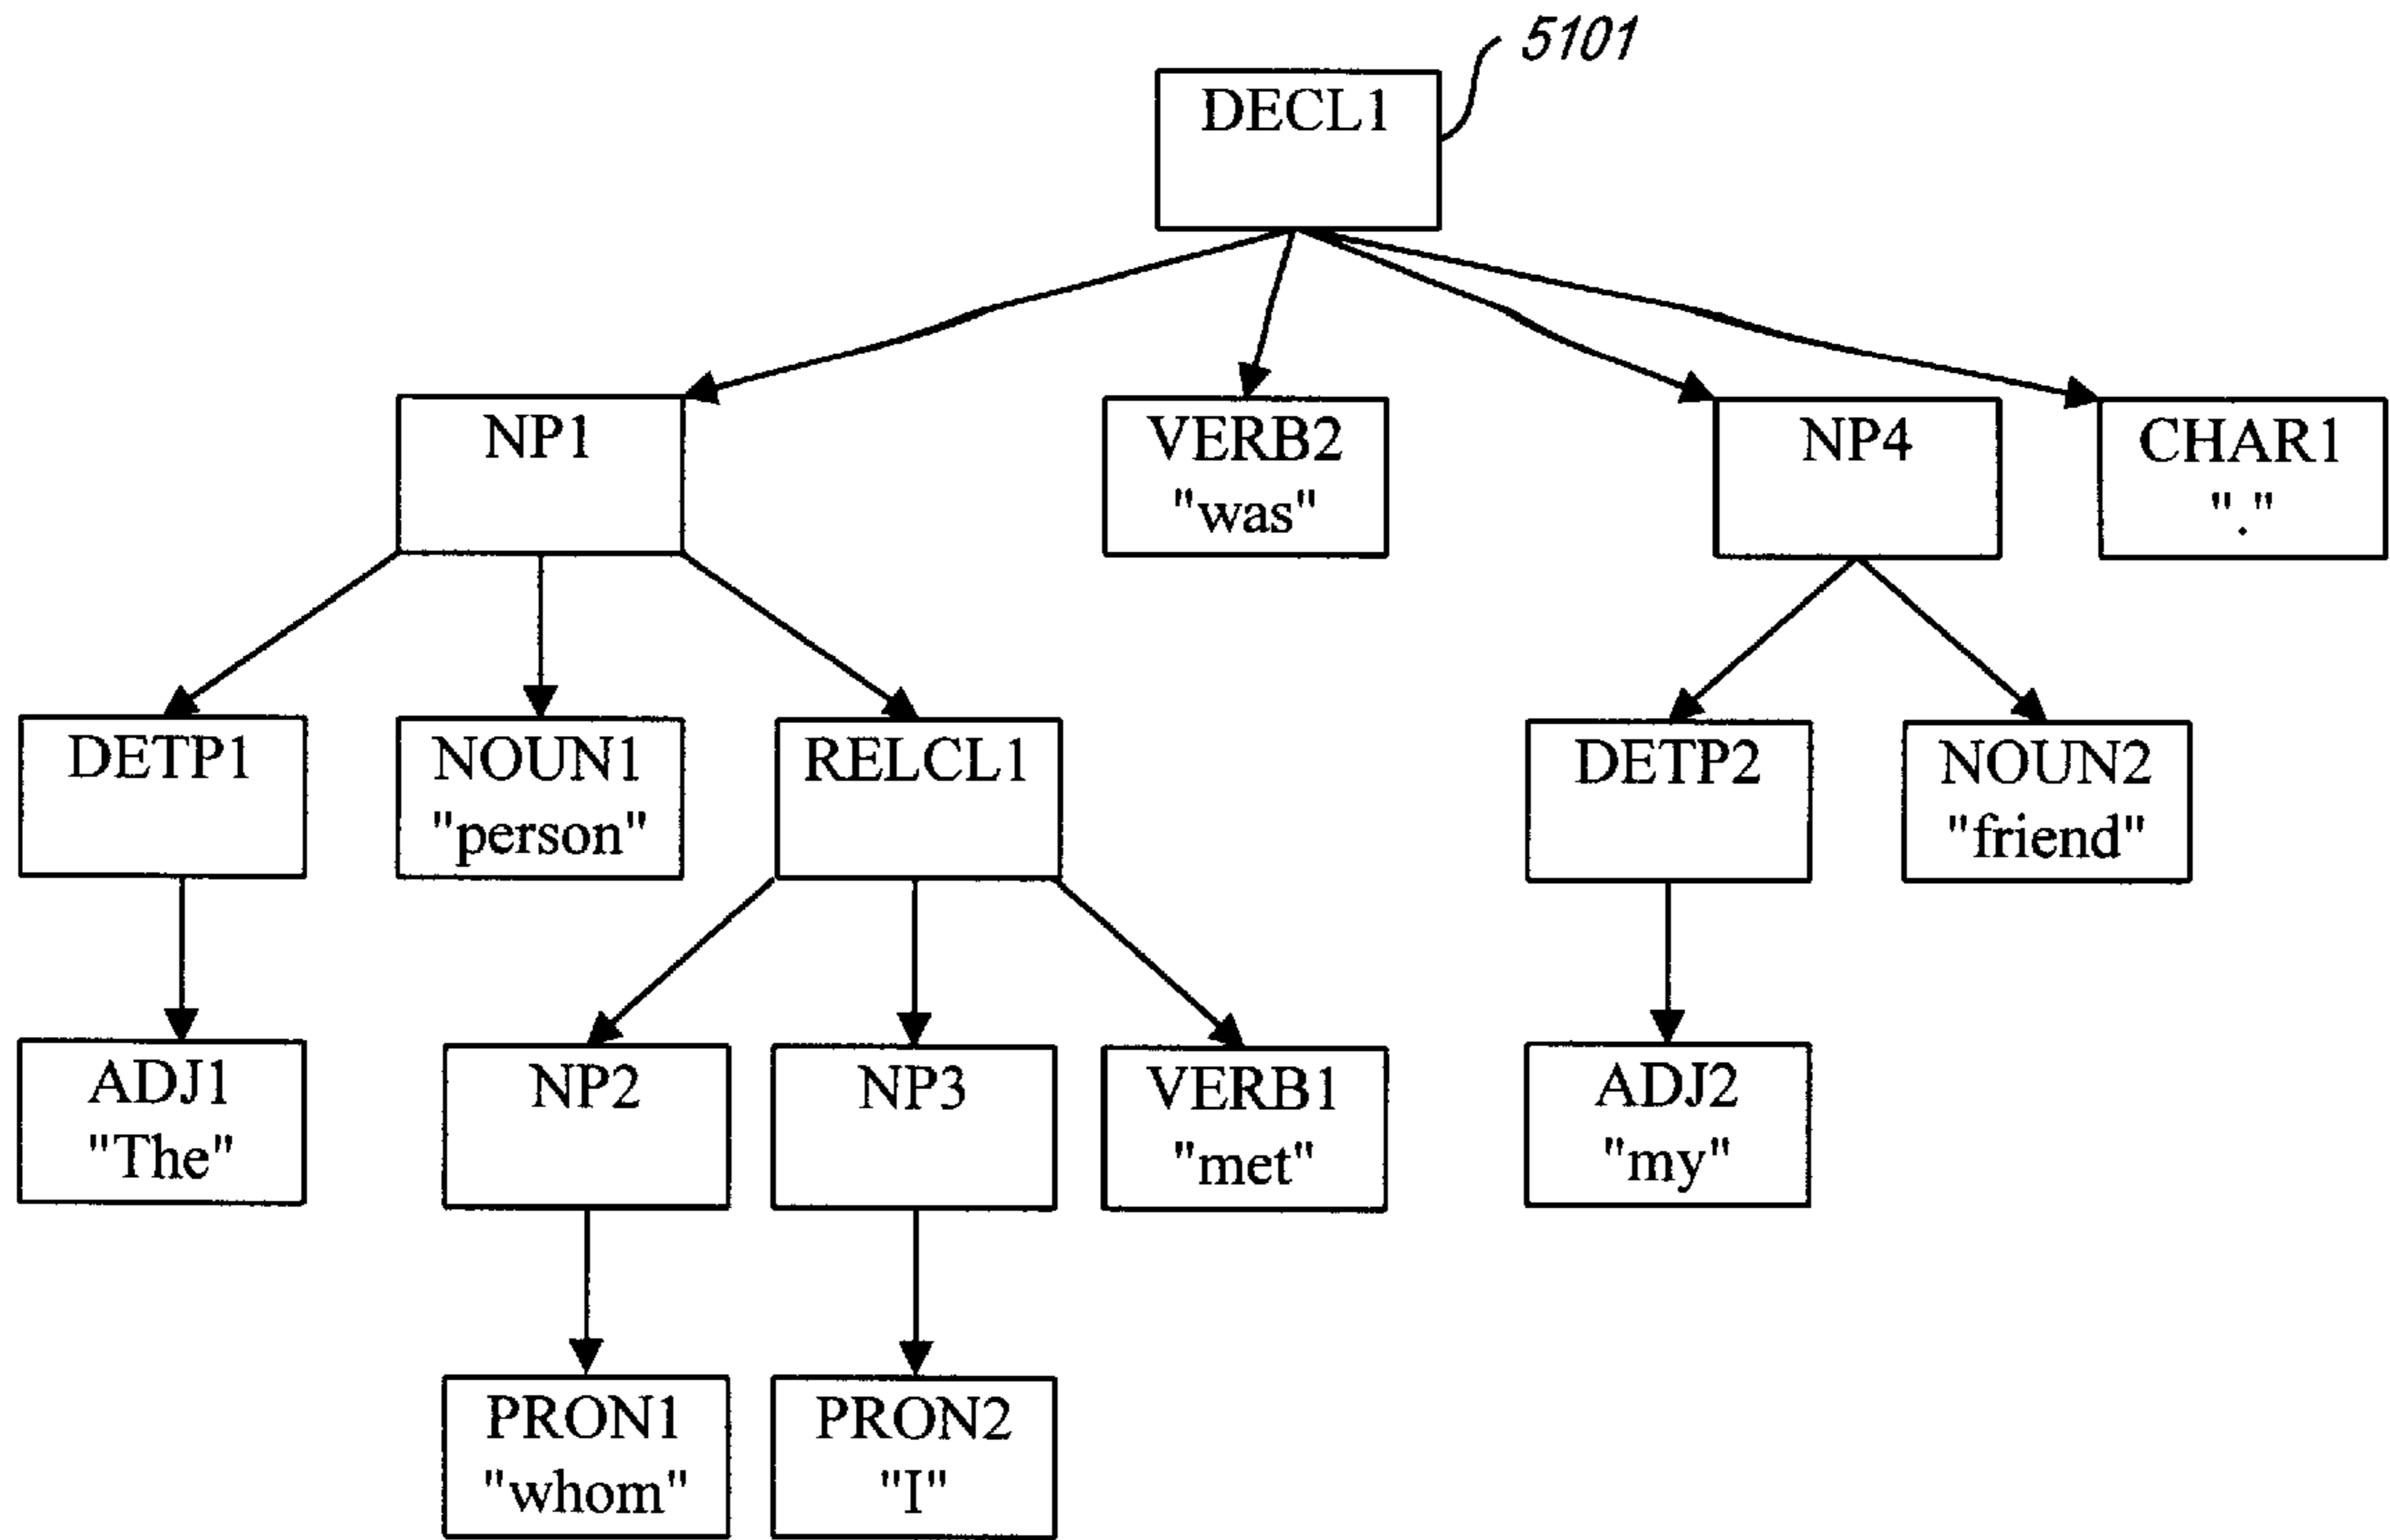 5101
DECL1
NP1
VERB2
"was"
NP4
CHAR1
"."
DETP1
NOUN1
"person"
RELCL1
DETP2
NOUN2
"friend"
ADJ1
"The"
NP2
NP3
VERB1
"met"
ADJ2
"my"
PRON1
"whom"
PRON2
"I"